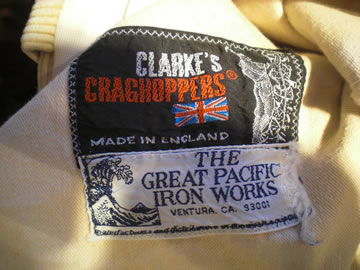 CLARKE'S
CRAGHOPPERS®
MADE IN ENGLAND
THE
GREAT PACIFIC
IRON WORKS
VENTURA, CA. 93001